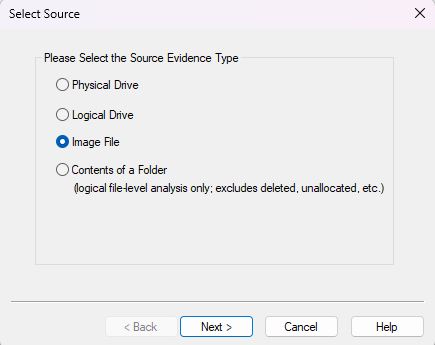 Select Source
Please Select the Source Evidence Type
Physical Drive
Logical Drive
Image File
Contents of a Folder
(logical file-level analysis only; excludes deleted, unallocated, etc.)
< Back
Next >
Cancel
Help